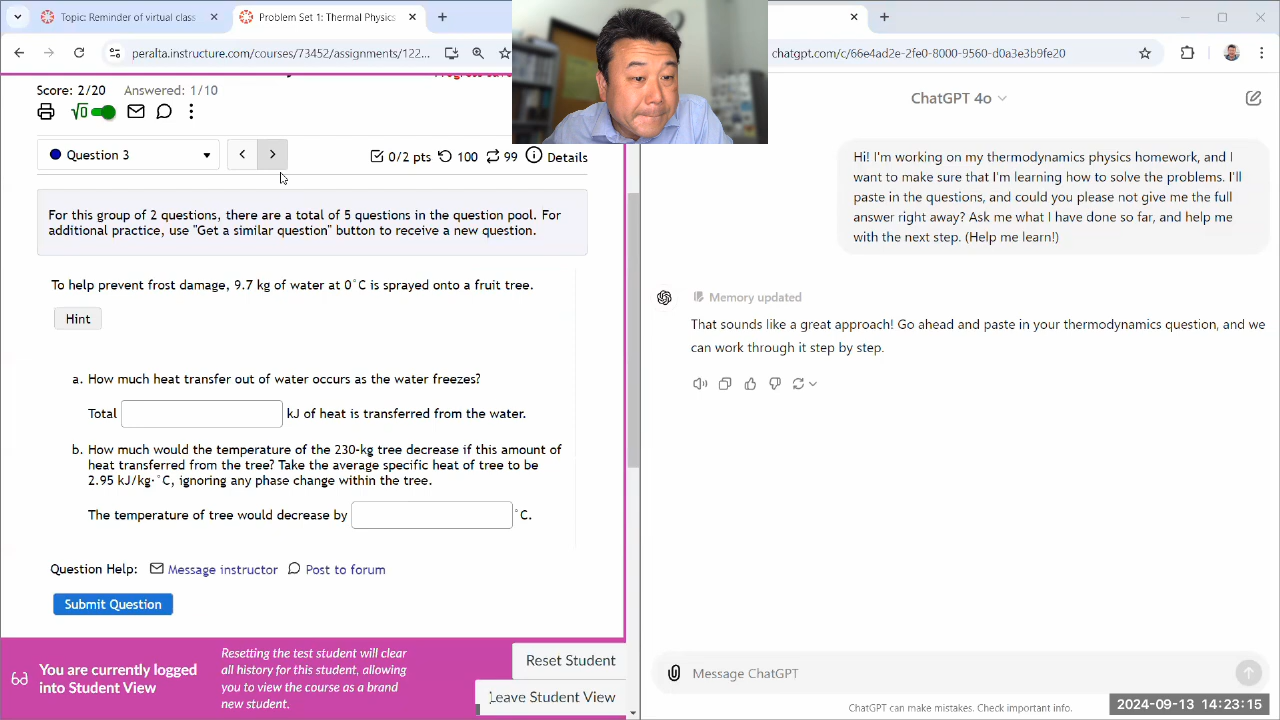 Topic: Reminder of virtual class
Problem Set 1: Thermal Physics
peralta.instructure.com/courses/73452/assignments/122...
chatgpt.com/c/66e4ad2e-2fe0-8000-9560-d0a3e3b9fe20
Score: 2/20 Answered: 1/10
Question 3
0/2 pts 100 99 Details
For this group of 2 questions, there are a total of 5 questions in the question pool. For
additional practice, use "Get a similar question" button to receive a new question.
To help prevent frost damage, 9.7 kg of water at 0°C is sprayed onto a fruit tree.
Hint
a. How much heat transfer out of water occurs as the water freezes?
Total kJ of heat is transferred from the water.
b. How much would the temperature of the 230-kg tree decrease if this amount of
heat transferred from the tree? Take the average specific heat of tree to be
2.95 kJ/kg·°C, ignoring any phase change within the tree.
The temperature of tree would decrease by °C.
Question Help: Message instructor Post to forum
Submit Question
You are currently logged
into Student View
Resetting the test student will clear
all history for this student, allowing
you to view the course as a brand
new student.
Reset Student
Leave Student View
ChatGPT 4o
Hi! I'm working on my thermodynamics physics homework, and I
want to make sure that I'm learning how to solve the problems. I'll
paste in the questions, and could you please not give me the full
answer right away? Ask me what I have done so far, and help me
with the next step. (Help me learn!)
Memory updated
That sounds like a great approach! Go ahead and paste in your thermodynamics question, and we
can work through it step by step.
Message ChatGPT
ChatGPT can make mistakes. Check important info.
2024-09-13 14:23:15